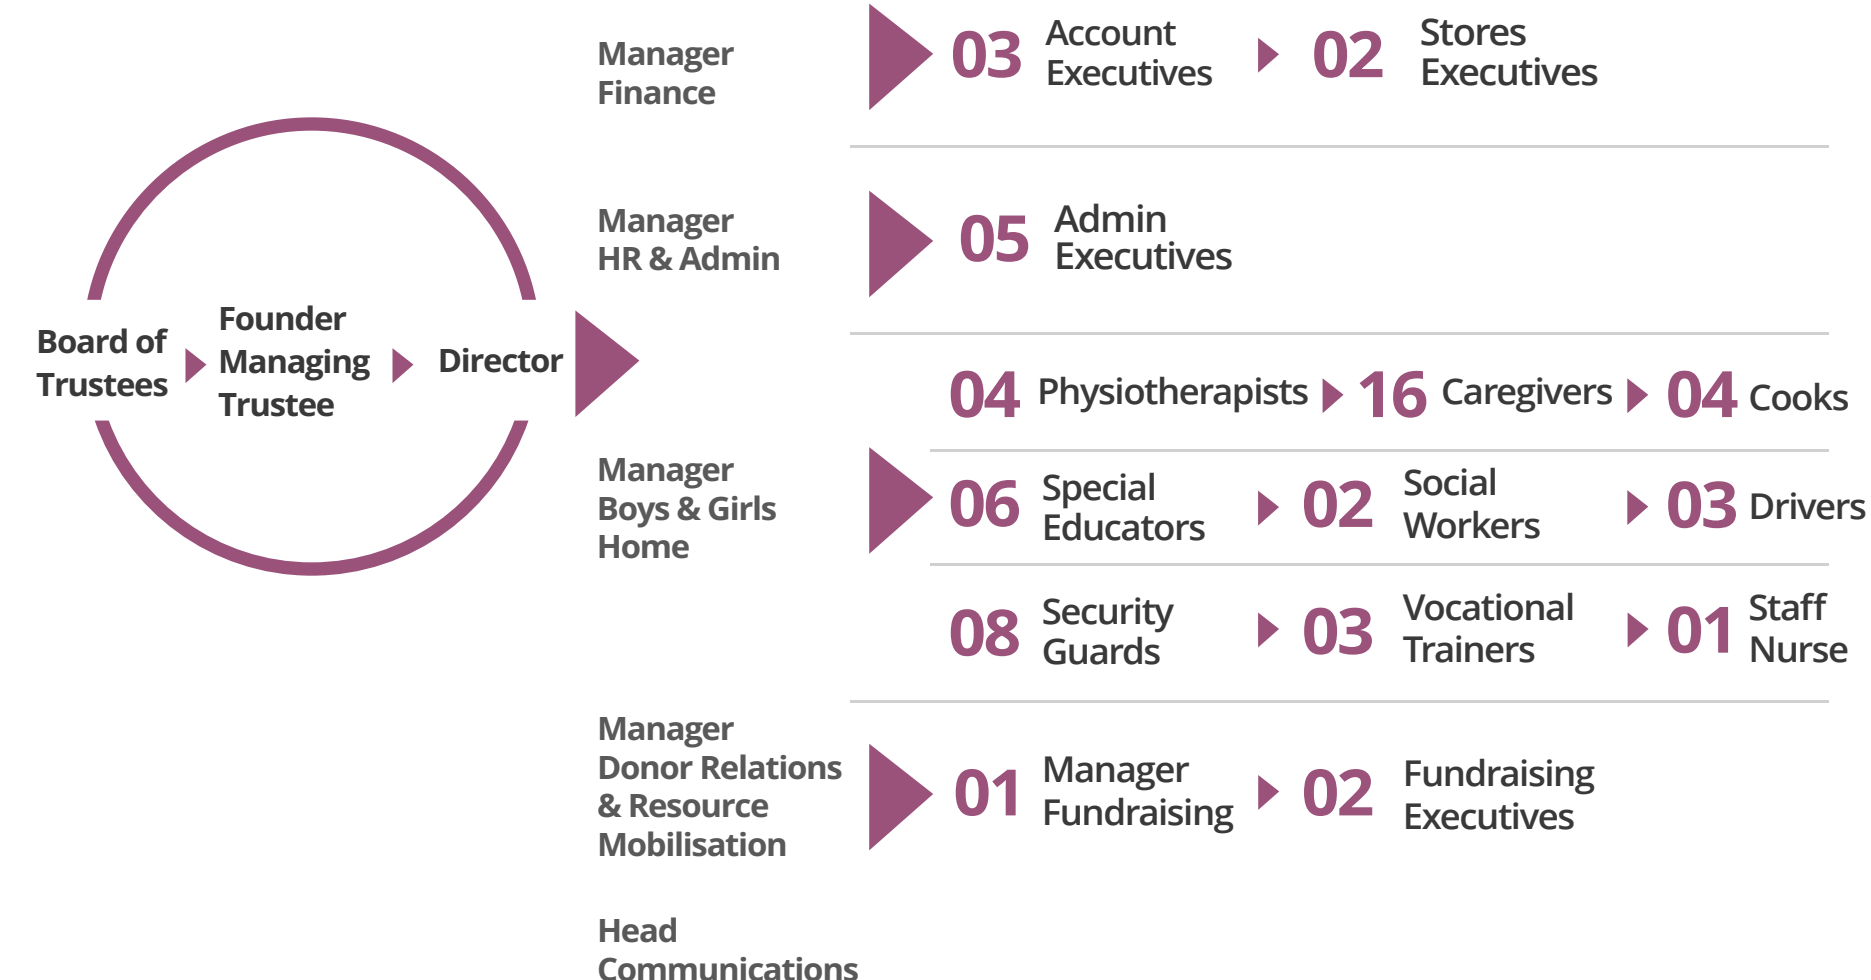 Board of
Trustees
Founder
Managing
Trustee
Director
Manager
Finance
03 Account
Executives
02 Stores
Executives
Manager
HR & Admin
05 Admin
Executives
Manager
Boys & Girls
Home
04 Physiotherapists
16 Caregivers
04 Cooks
06 Special
Educators
02 Social
Workers
03 Drivers
08 Security
Guards
03 Vocational
Trainers
01 Staff
Nurse
Manager
Donor Relations
& Resource
Mobilisation
01 Manager
Fundraising
02 Fundraising
Executives
Head
Communications